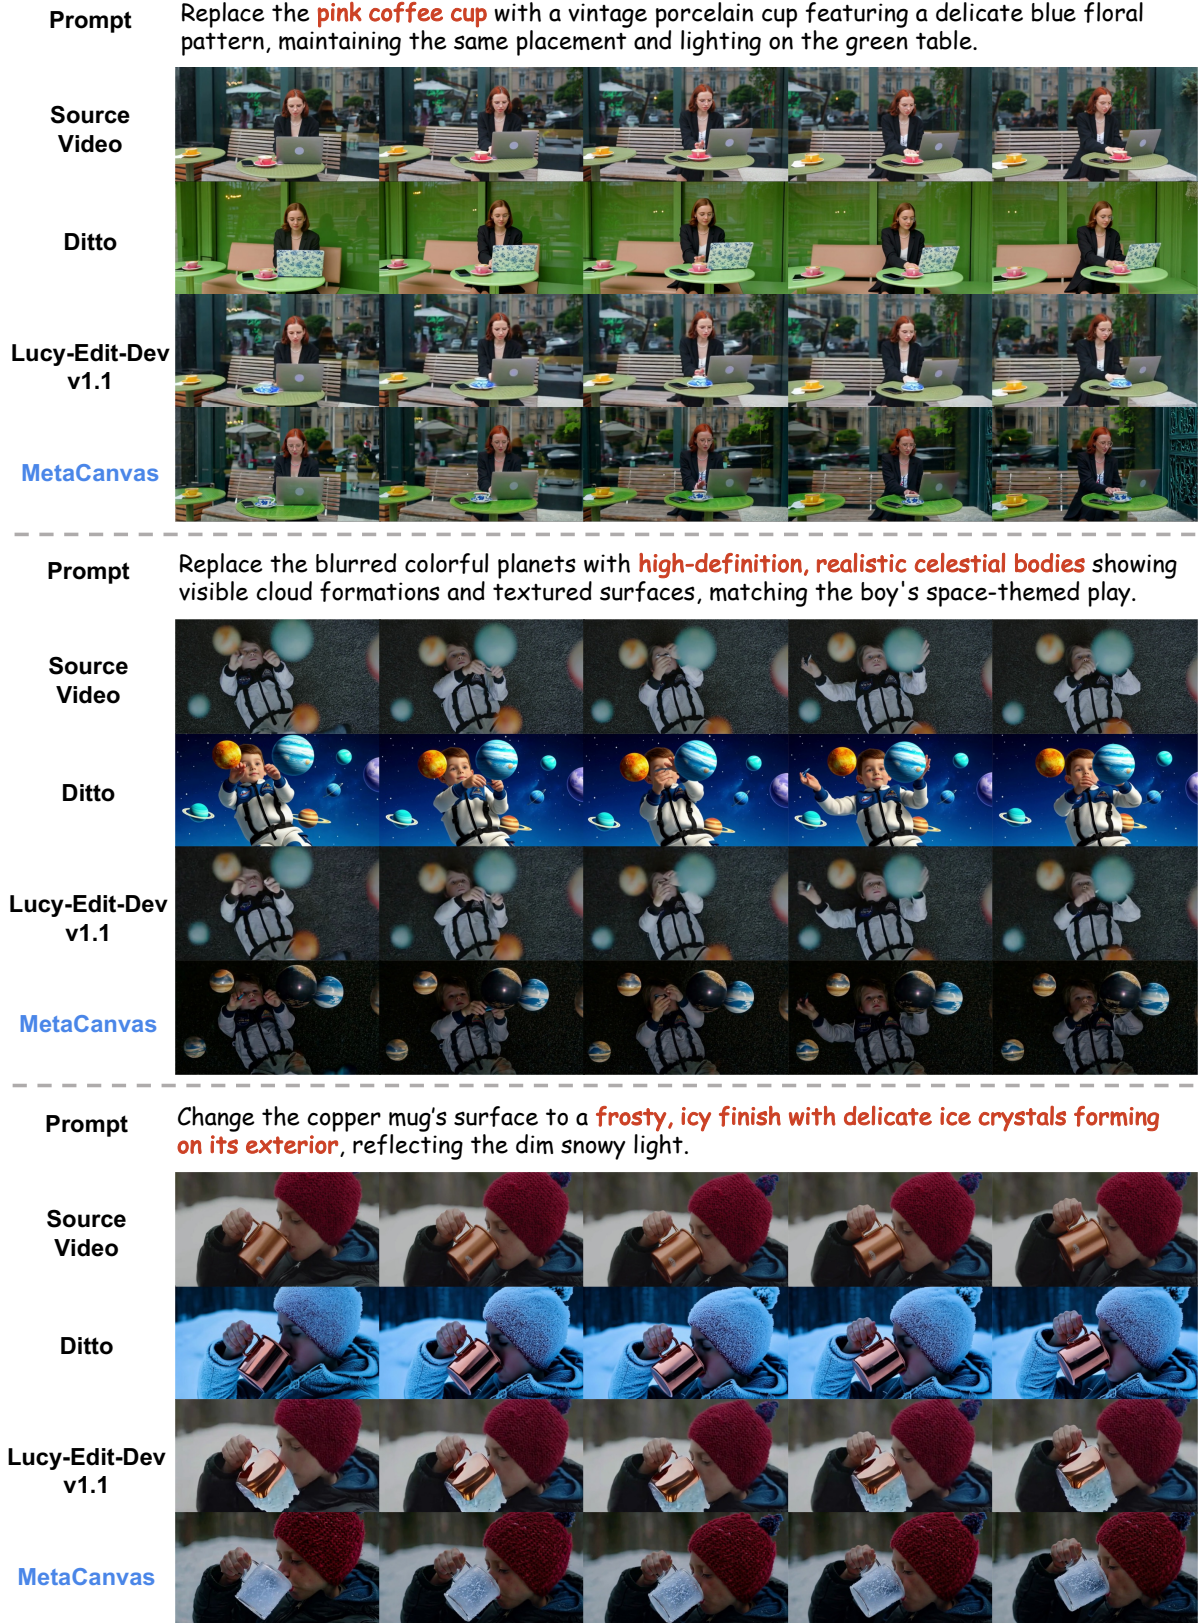 Prompt
Replace the pink coffee cup with a vintage porcelain cup featuring a delicate blue floral
pattern, maintaining the same placement and lighting on the green table.
Source
Video
Ditto
Lucy-Edit-Dev
v1.1
MetaCanvas
Prompt
Replace the blurred colorful planets with high-definition, realistic celestial bodies showing
visible cloud formations and textured surfaces, matching the boy's space-themed play.
Source
Video
Ditto
Lucy-Edit-Dev
v1.1
MetaCanvas
Prompt
Change the copper mug's surface to a frosty, icy finish with delicate ice crystals forming
on its exterior, reflecting the dim snowy light.
Source
Video
Ditto
Lucy-Edit-Dev
v1.1
MetaCanvas